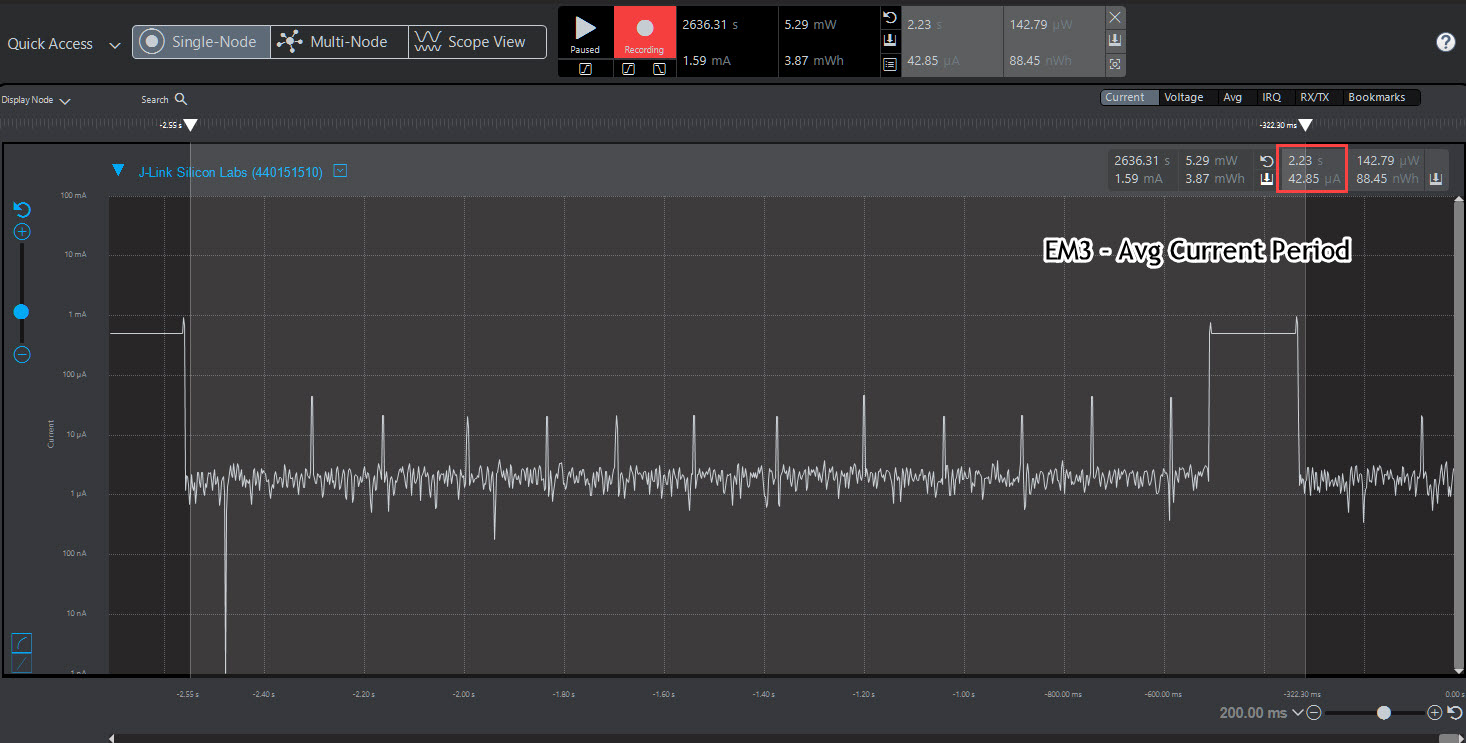 Quick Access
Single-Node
Multi-Node
Scope View
Paused
Recording
2636.31 s
1.59 mA
5.29 mW
3.87 mWh
2.23 s
42.85 µA
142.79 µW
88.45 nWh
Display Node
Search
Current
Voltage
Avg
IRQ
RX/TX
Bookmarks
-2.55 s
-322.30 ms
J-Link Silicon Labs (440151510)
2636.31 s
1.59 mA
5.29 mW
3.87 mWh
2.23 s
42.85 µA
142.79 µW
88.45 nWh
EM3 - Avg Current Period
100 mA
10 mA
1 mA
100 µA
10 µA
1 µA
100 nA
10 nA
1 nA
Current
-2.55 s
-2.40 s
-2.20 s
-2.00 s
-1.80 s
-1.60 s
-1.40 s
-1.20 s
-1.00 s
-800.00 ms
-600.00 ms
-322.30 ms
0.00 s
200.00 ms